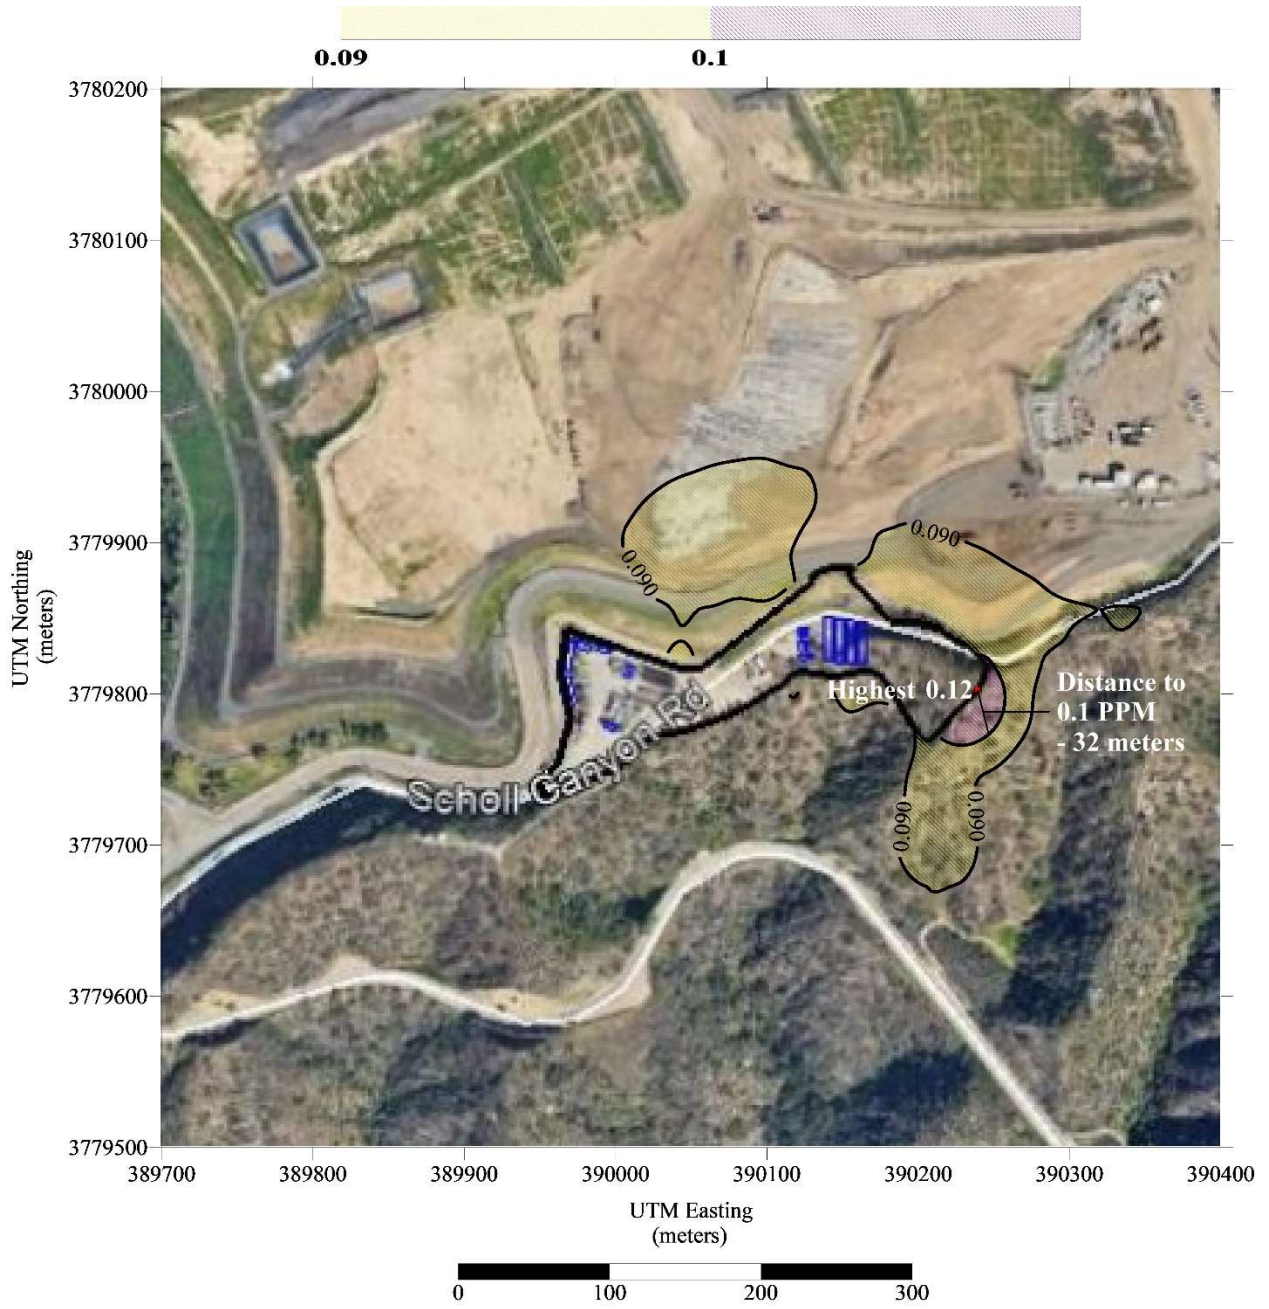 0.09 0.1
3780200
3780100
3780000
3779900
3779800
3779700
3779600
3779500
UTM Northing
(meters)
0.090
0.090
Highest 0.12
Distance to
0.1 PPM
- 32 meters
Scholl Canyon Rd
0.090
0.090
389700 389800 389900 390000 390100 390200 390300 390400
UTM Easting
(meters)
0 100 200 300